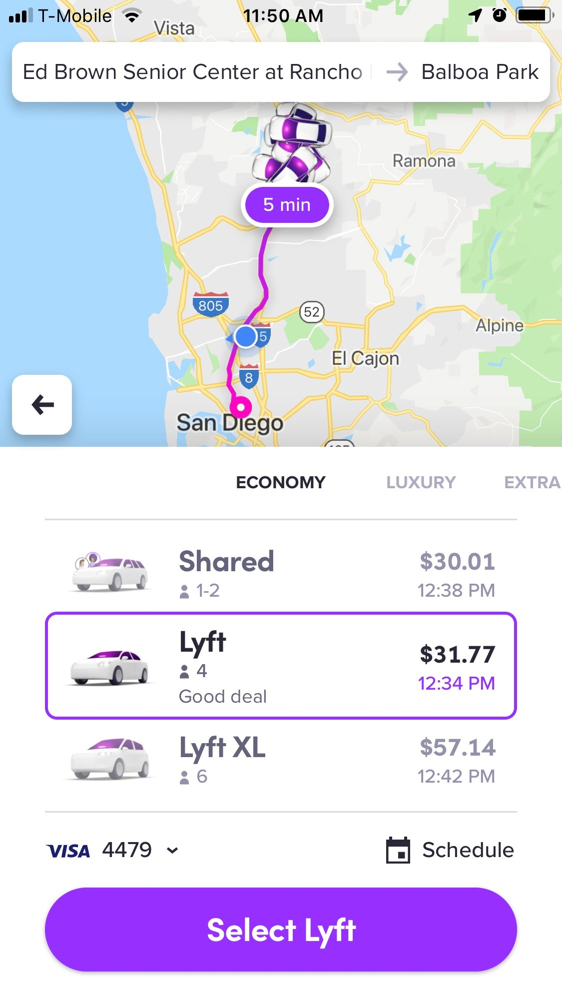 T-Mobile 11:50 AM
Vista
Ed Brown Senior Center at Rancho → Balboa Park
Ramona
5 min
805
52
5
Alpine
El Cajon
8
San Diego
ECONOMY LUXURY EXTRA
Shared $30.01
1-2 12:38 PM
Lyft $31.77
4 12:34 PM
Good deal
Lyft XL $57.14
6 12:42 PM
VISA 4479 Schedule
Select Lyft